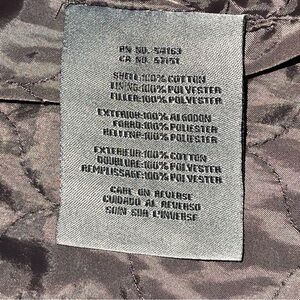 RN NO. 54163
CA NO. 57151
SHELL:100% COTTON
LINING:100% POLYESTER
FILLER:100% POLYESTER
EXTERIOR:100% ALGODON
FORRO:100% POLIESTER
RELLENO:100% POLIESTER
EXTERIEUR:100% COTTON
DOUBLURE:100% POLYESTER
REMPLISSAGE:100% POLYESTER
CARE ON REVERSE
CUIDADO AL REVERSO
SOIN SUR L'INVERSE